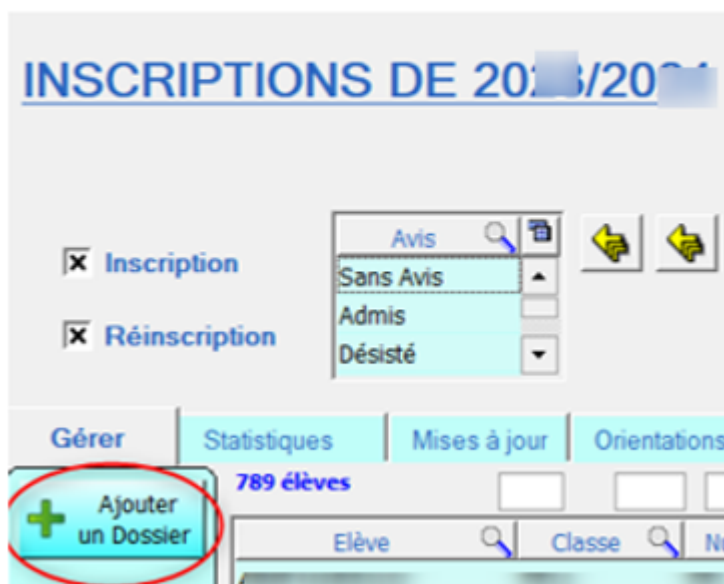 INSCRIPTIONS DE
Inscription
Réinscription
Avis
Sans Avis
Admis
Désisté
Gérer
Statistiques
Mises à jour
Orientations
Ajouter
un Dossier
789 élèves
Elève
Classe